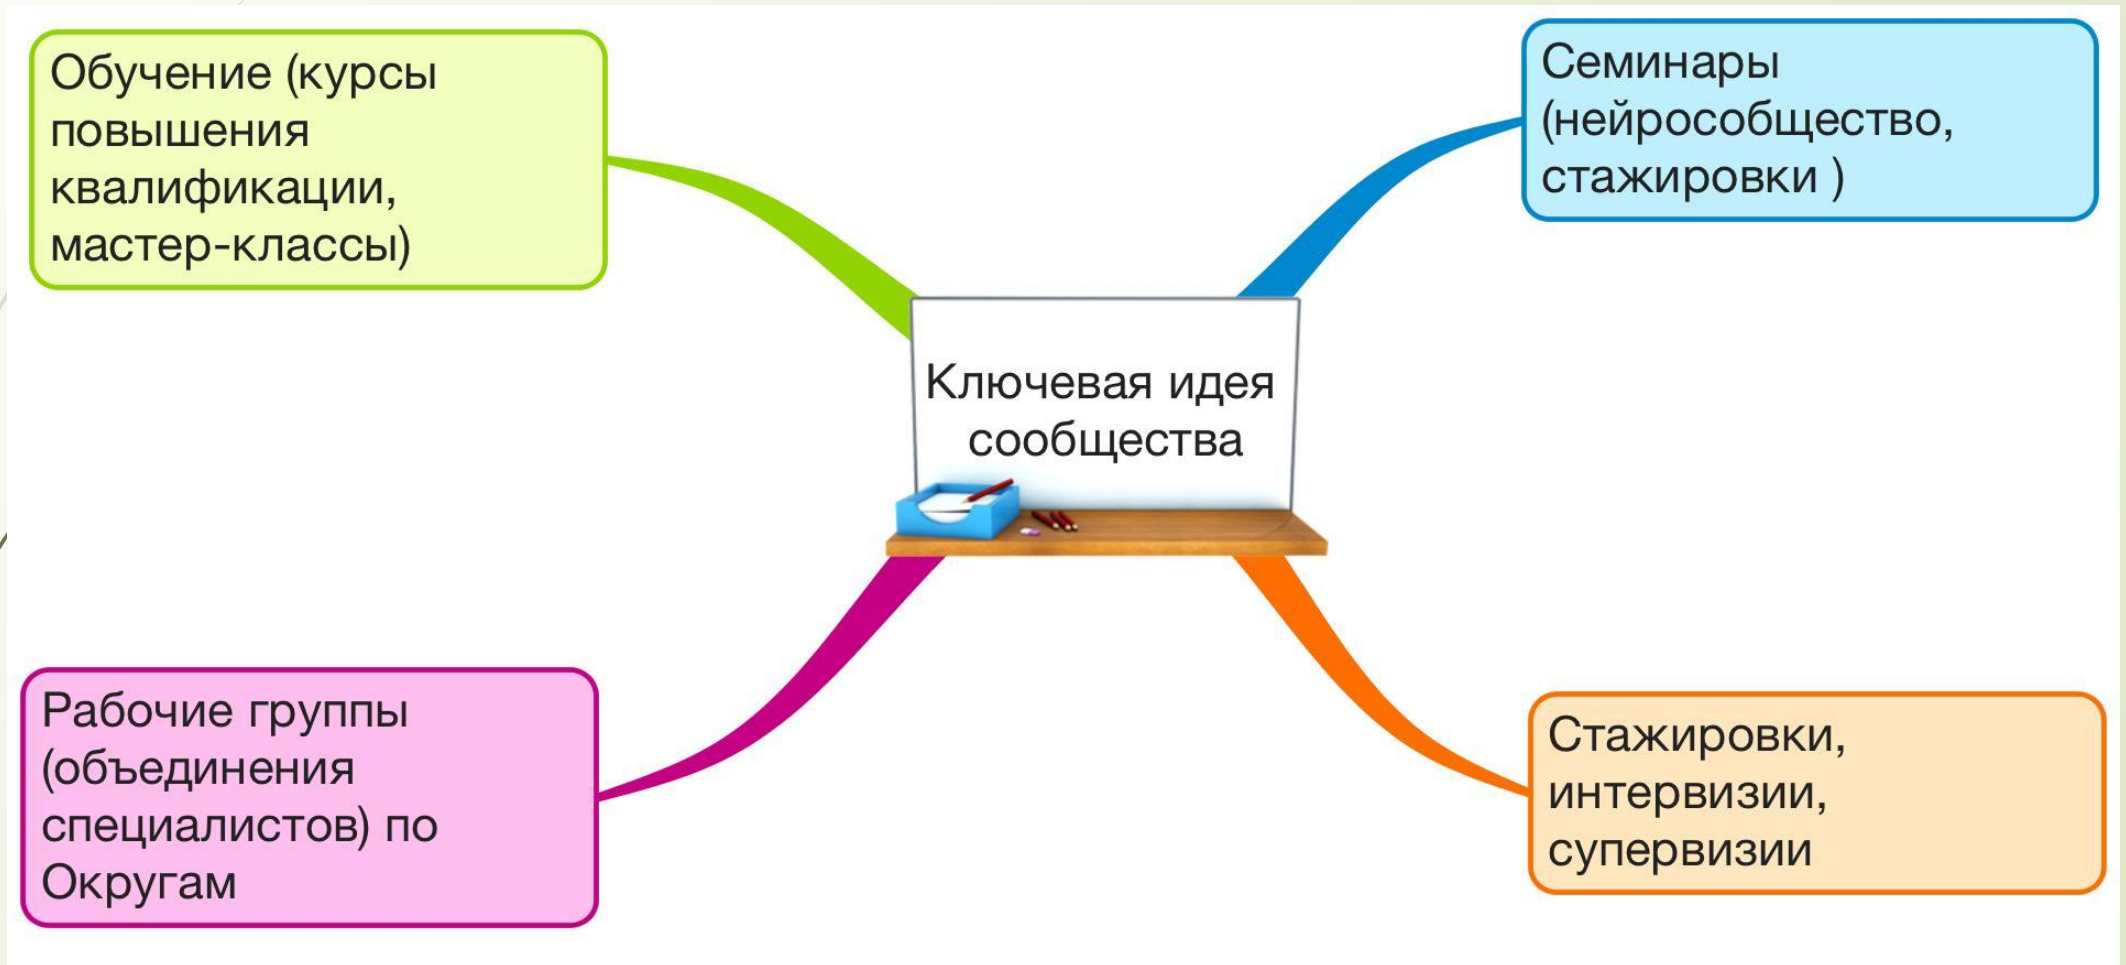 Обучение (курсы
повышения
квалификации,
мастер-классы)
Семинары
(нейрособщество,
стажировки )
Ключевая идея
сообщества
Рабочие группы
(объединения
специалистов) по
Округам
Стажировки,
интервизии,
супервизии